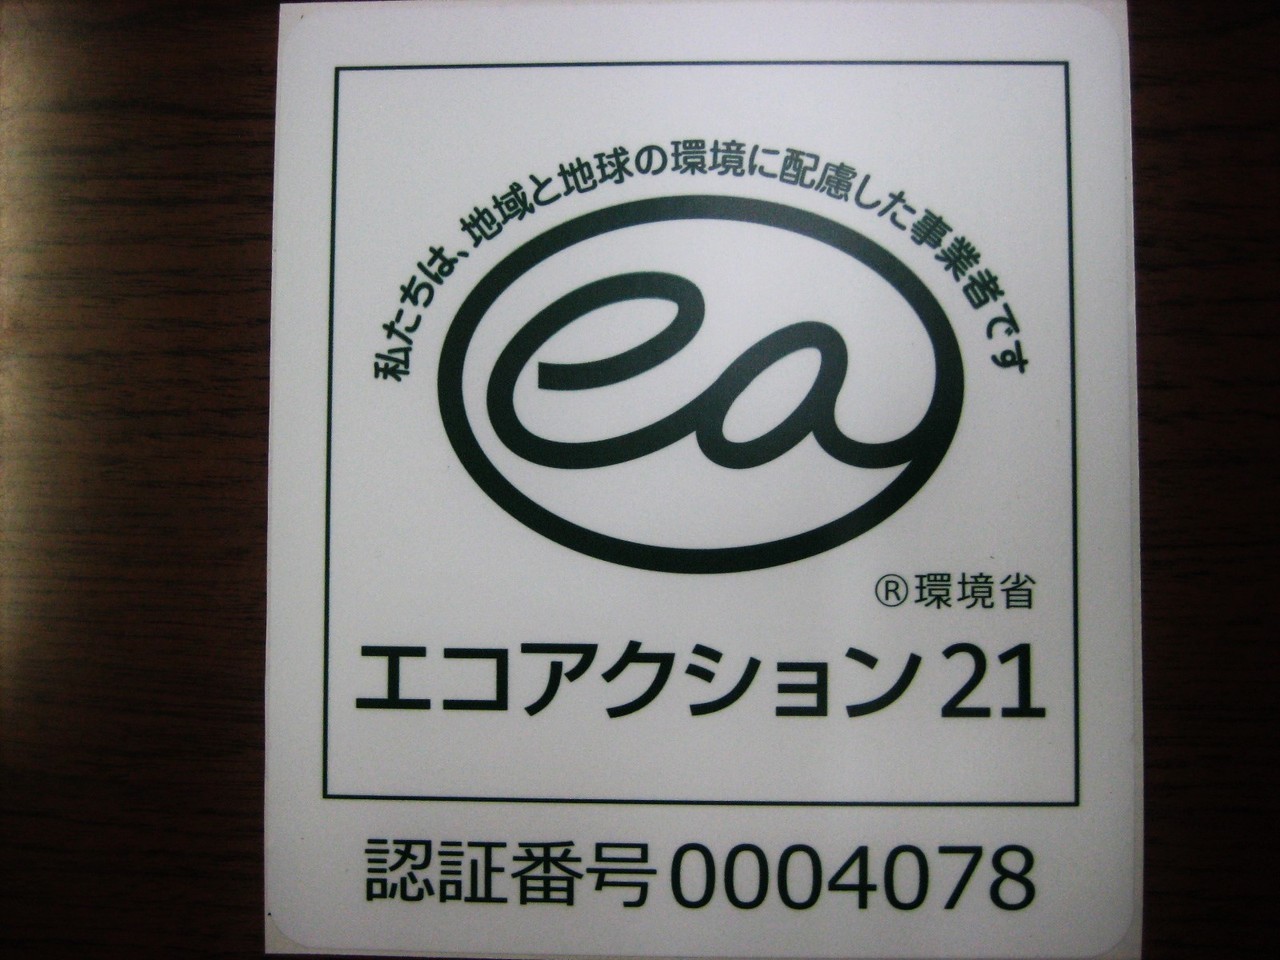 私たちは、地域と地球の環境に配慮した事業者です
ea
®環境省
エコアクション21
認証番号0004078